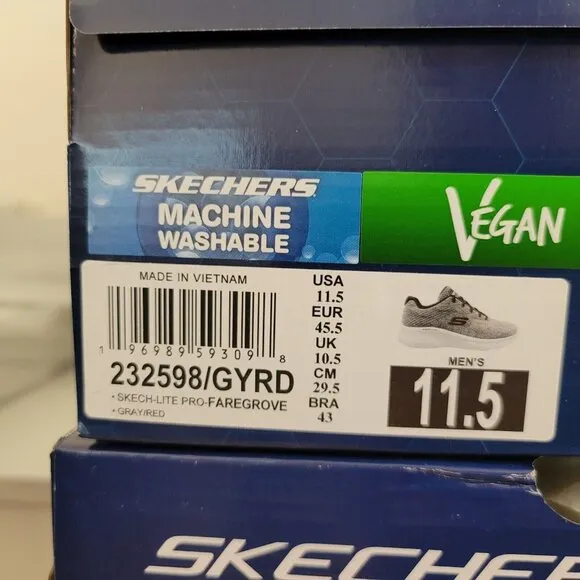 SKECHERS
MACHINE
WASHABLE
VEGAN
MADE IN VIETNAM
1 96989 59309 8
232598/GYRD
• SKECH-LITE PRO-FAREGROVE
• GRAY/RED
USA
11.5
EUR
45.5
UK
10.5
CM
29.5
BRA
43
MEN'S
11.5
SKECHE